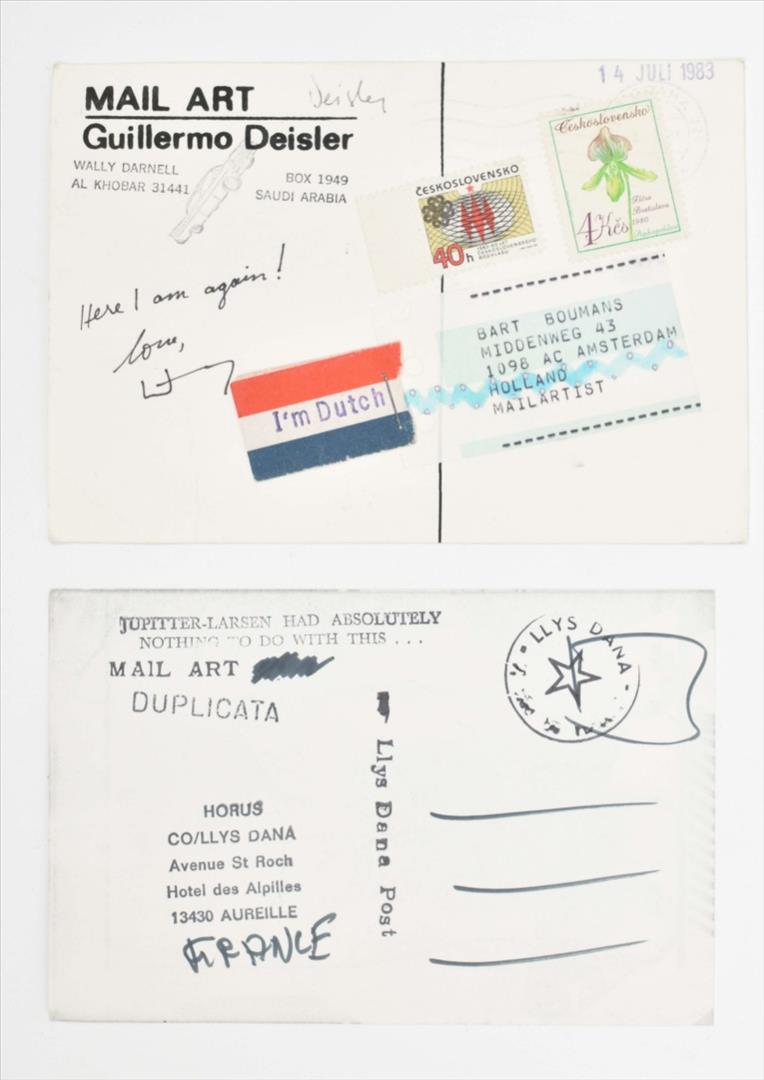 14 JULI 1983
MAIL ART
Deisler
Guillermo Deisler
WALLY DARNELL
AL KHOBAR 31441
BOX 1949
SAUDI ARABIA
ČESKOSLOVENSKO
40h
Československo
Flóra
Bratislava
1980
4 Kčs
Here I am again!
love,
I'm Dutch
BART BOUMANS
MIDDENWEG 43
1098 AC AMSTERDAM
HOLLAND
MAILARTIST
JUPITTER-LARSEN HAD ABSOLUTELY
NOTHING TO DO WITH THIS . . .
MAIL ART
DUPLICATA
LLYS DANA
Llys Dana Post
HORUS
CO/LLYS DANA
Avenue St Roch
Hotel des Alpilles
13430 AUREILLE
FRANCE